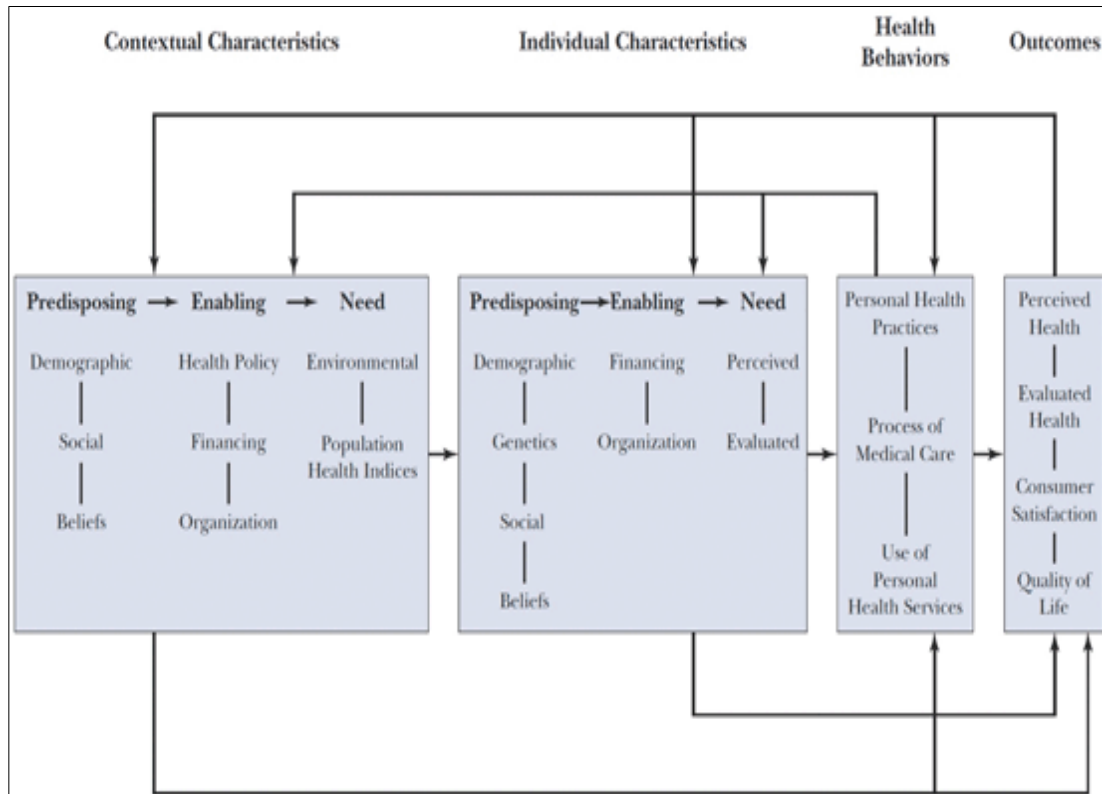 Contextual Characteristics
Individual Characteristics
Health
Behaviors
Outcomes
Predisposing
Enabling
Need
Demographic
Social
Beliefs
Health Policy
Financing
Organization
Environmental
Population
Health Indices
Predisposing
Enabling
Need
Demographic
Genetics
Social
Beliefs
Financing
Organization
Perceived
Evaluated
Personal Health
Practices
Process of
Medical Care
Use of
Personal
Health Services
Perceived
Health
Evaluated
Health
Consumer
Satisfaction
Quality of
Life